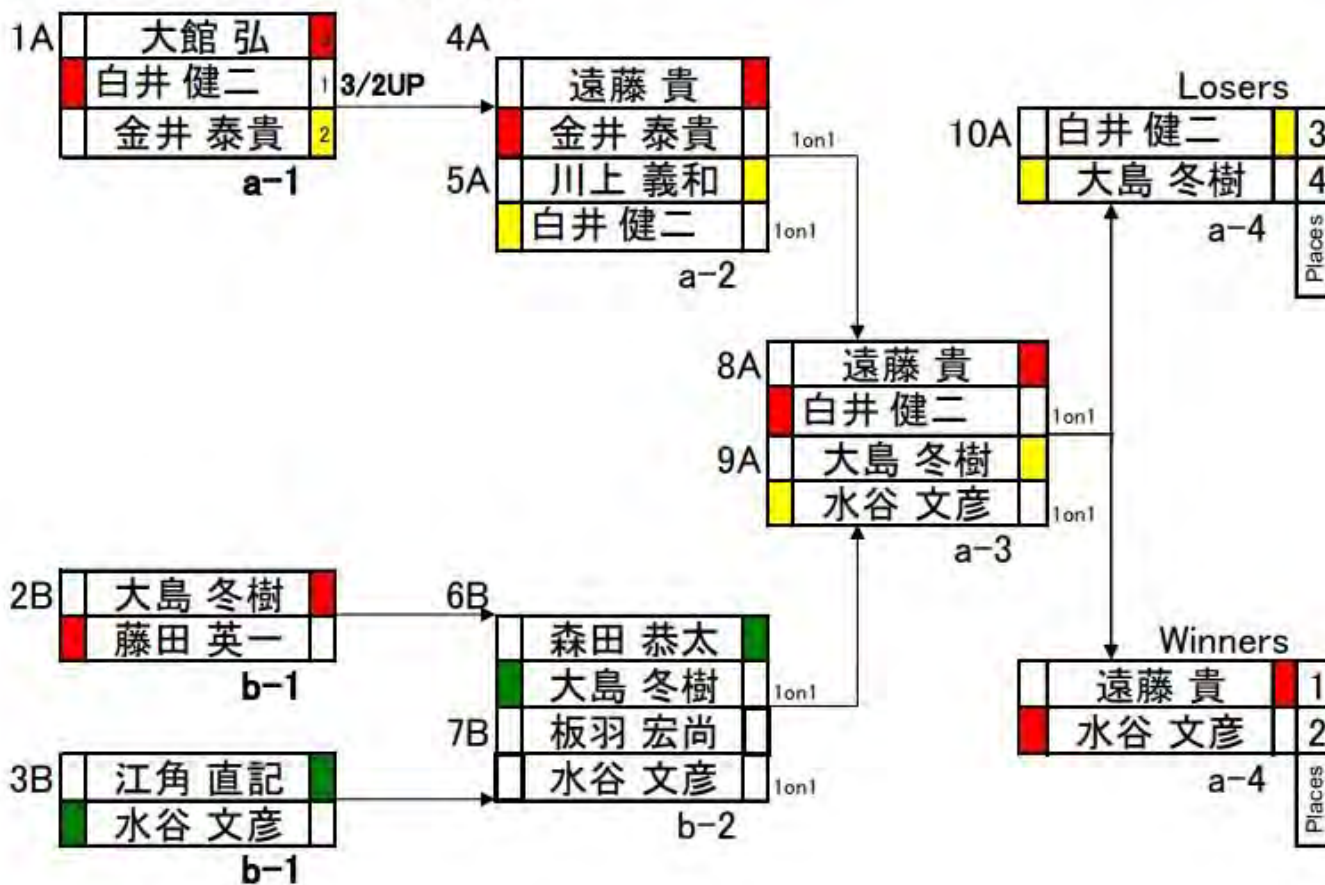 1A
大館 弘 3
白井 健二 1 3/2UP
金井 泰貴 2
a-1
4A
遠藤 貴
金井 泰貴 1on1
5A
川上 義和
白井 健二 1on1
a-2
Losers
10A
白井 健二 3
大島 冬樹 4
a-4
Places
8A
遠藤 貴
白井 健二 1on1
9A
大島 冬樹
水谷 文彦 1on1
a-3
2B
大島 冬樹
藤田 英一
b-1
3B
江角 直記
水谷 文彦
b-1
6B
森田 恭太
大島 冬樹 1on1
7B
板羽 宏尚
水谷 文彦 1on1
b-2
Winners
遠藤 貴 1
水谷 文彦 2
a-4
Places